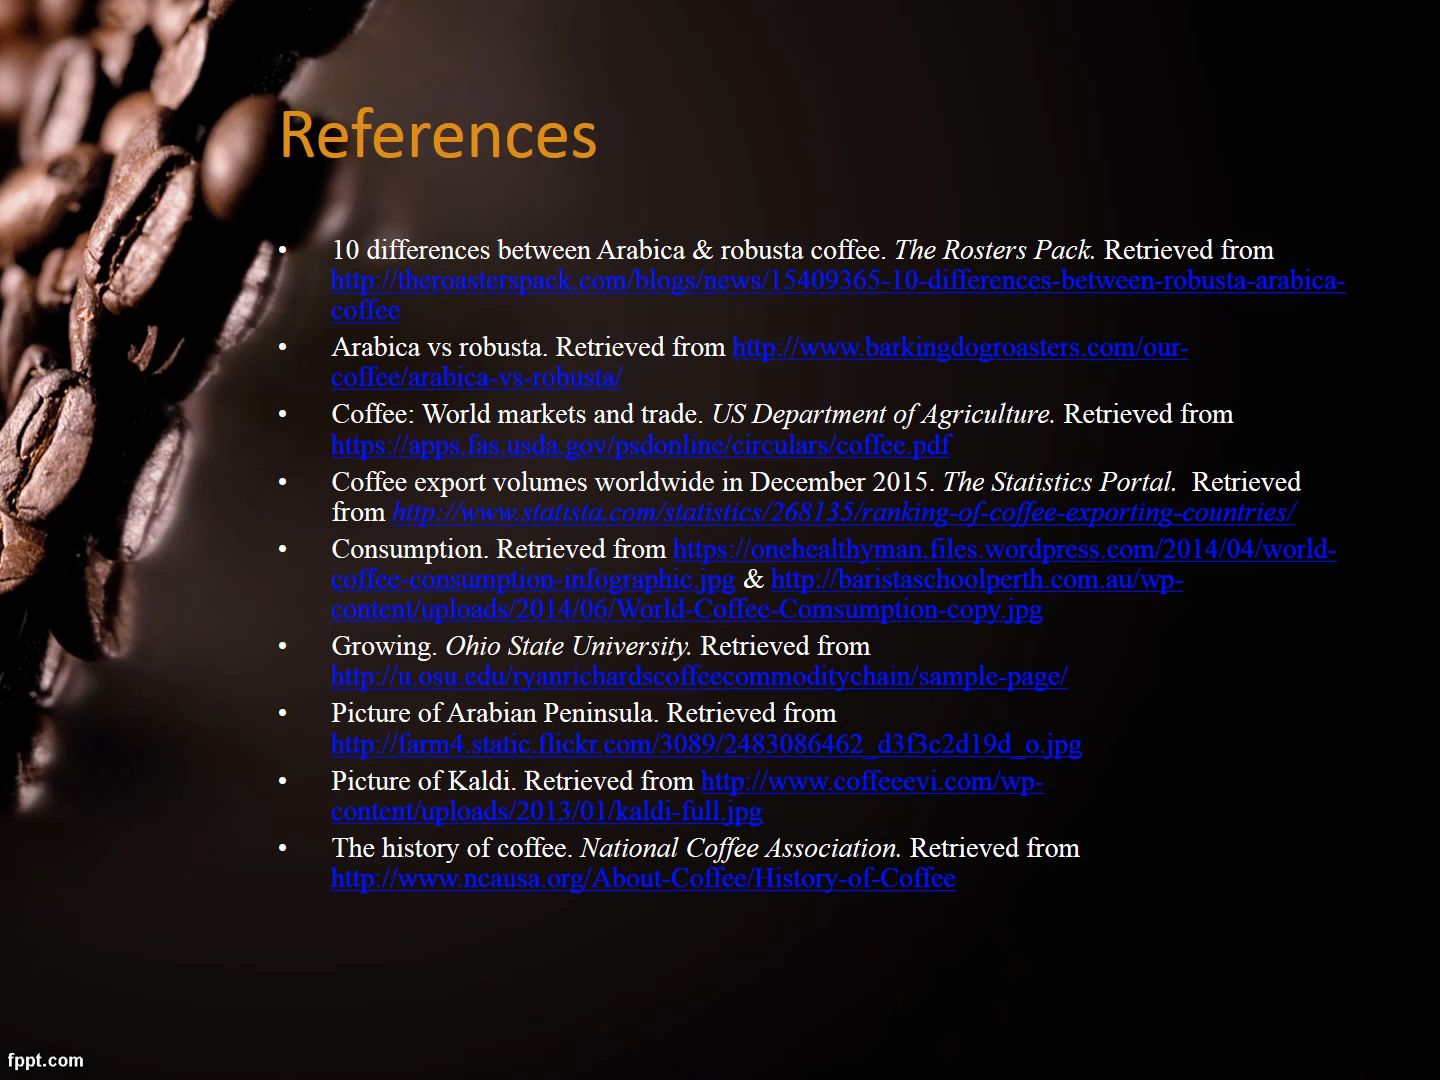 References
• 10 differences between Arabica & robusta coffee. The Rosters Pack. Retrieved from
http://theroasterspack.com/blogs/news/15409365-10-differences-between-robusta-arabica-
coffee
• Arabica vs robusta. Retrieved from http://www.barkingdogroasters.com/our-
coffee/arabica-vs-robusta/
• Coffee: World markets and trade. US Department of Agriculture. Retrieved from
https://apps.fas.usda.gov/psdonline/circulars/coffee.pdf
• Coffee export volumes worldwide in December 2015. The Statistics Portal.  Retrieved
from http://www.statista.com/statistics/268135/ranking-of-coffee-exporting-countries/
• Consumption. Retrieved from https://onehealthyman.files.wordpress.com/2014/04/world-
coffee-consumption-infographic.jpg & http://baristaschoolperth.com.au/wp-
content/uploads/2014/06/World-Coffee-Comsumption-copy.jpg
• Growing. Ohio State University. Retrieved from
http://u.osu.edu/ryanrichardscoffeecommoditychain/sample-page/
• Picture of Arabian Peninsula. Retrieved from
http://farm4.static.flickr.com/3089/2483086462_d3f3c2d19d_o.jpg
• Picture of Kaldi. Retrieved from http://www.coffeeevi.com/wp-
content/uploads/2013/01/kaldi-full.jpg
• The history of coffee. National Coffee Association. Retrieved from
http://www.ncausa.org/About-Coffee/History-of-Coffee
fppt.com